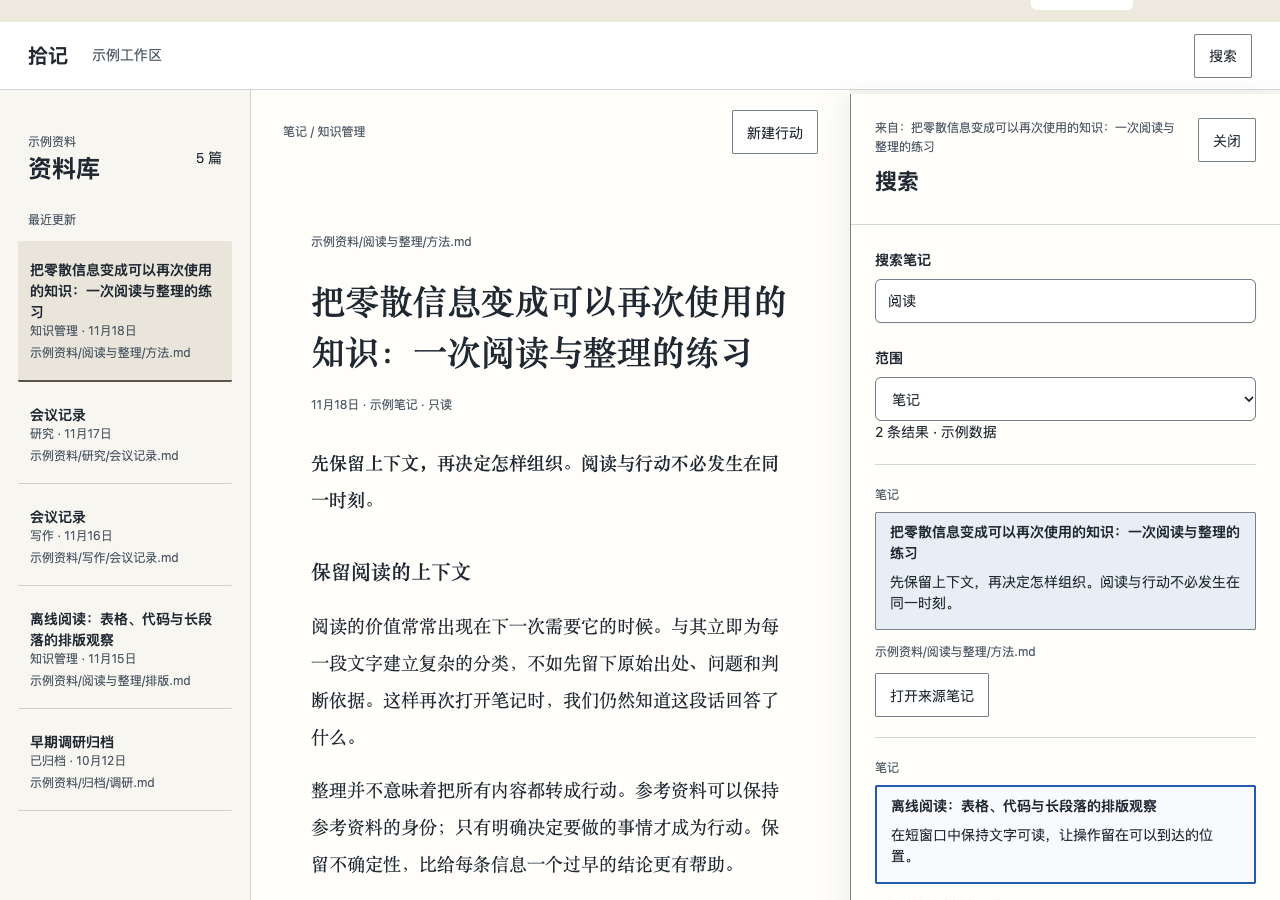 拾记
示例工作区
搜索
示例资料
资料库
5 篇
最近更新
把零散信息变成可以再次使用
的知识：一次阅读与整理的练
习
知识管理 · 11月18日
示例资料/阅读与整理/方法.md
会议记录
研究 · 11月17日
示例资料/研究/会议记录.md
会议记录
写作 · 11月16日
示例资料/写作/会议记录.md
离线阅读：表格、代码与长段
落的排版观察
知识管理 · 11月15日
示例资料/阅读与整理/排版.md
早期调研归档
已归档 · 10月12日
示例资料/归档/调研.md
笔记 / 知识管理
新建行动
示例资料/阅读与整理/方法.md
把零散信息变成可以再次使用的
知识：一次阅读与整理的练习
11月18日 · 示例笔记 · 只读
先保留上下文，再决定怎样组织。阅读与行动不必发生在同
一时刻。
保留阅读的上下文
阅读的价值常常出现在下一次需要它的时候。与其立即为每
一段文字建立复杂的分类，不如先留下原始出处、问题和判
断依据。这样再次打开笔记时，我们仍然知道这段话回答了
什么。
整理并不意味着把所有内容都转成行动。参考资料可以保持
参考资料的身份；只有明确决定要做的事情才成为行动。保
留不确定性，比给每条信息一个过早的结论更有帮助。
来自：把零散信息变成可以再次使用的知识：一次阅读与
整理的练习
搜索
关闭
搜索笔记
阅读
范围
笔记
2 条结果 · 示例数据
笔记
把零散信息变成可以再次使用的知识：一次阅读与整理的
练习
先保留上下文，再决定怎样组织。阅读与行动不必发生在
同一时刻。
示例资料/阅读与整理/方法.md
打开来源笔记
笔记
离线阅读：表格、代码与长段落的排版观察
在短窗口中保持文字可读，让操作留在可以到达的位
置。